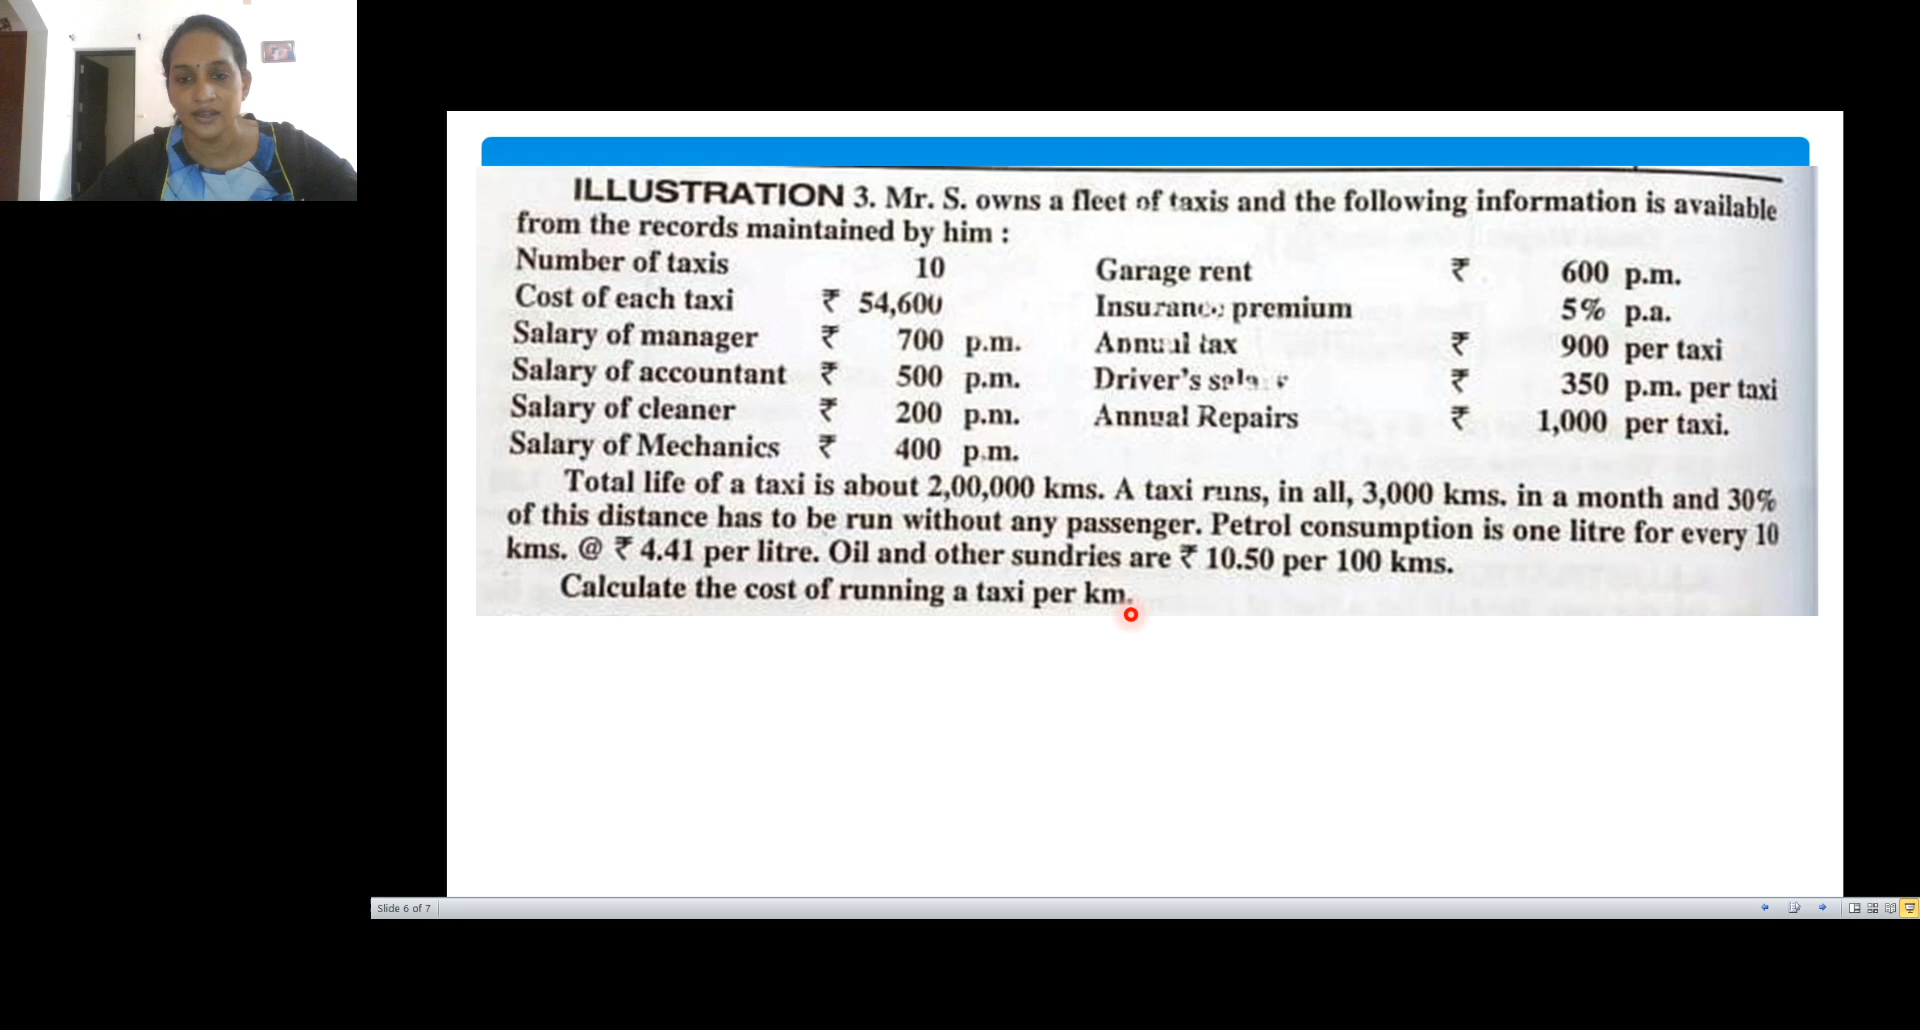 ILLUSTRATION 3. Mr. S. owns a fleet of taxis and the following information is available
from the records maintained by him :
Number of taxis 10 Garage rent ₹ 600 p.m.
Cost of each taxi ₹ 54,600 Insurance premium 5% p.a.
Salary of manager ₹ 700 p.m. Annual tax ₹ 900 per taxi
Salary of accountant ₹ 500 p.m. Driver's salary ₹ 350 p.m. per taxi
Salary of cleaner ₹ 200 p.m. Annual Repairs ₹ 1,000 per taxi.
Salary of Mechanics ₹ 400 p.m.
Total life of a taxi is about 2,00,000 kms. A taxi runs, in all, 3,000 kms. in a month and 30%
of this distance has to be run without any passenger. Petrol consumption is one litre for every 10
kms. @ ₹ 4.41 per litre. Oil and other sundries are ₹ 10.50 per 100 kms.
Calculate the cost of running a taxi per km.
Slide 6 of 7